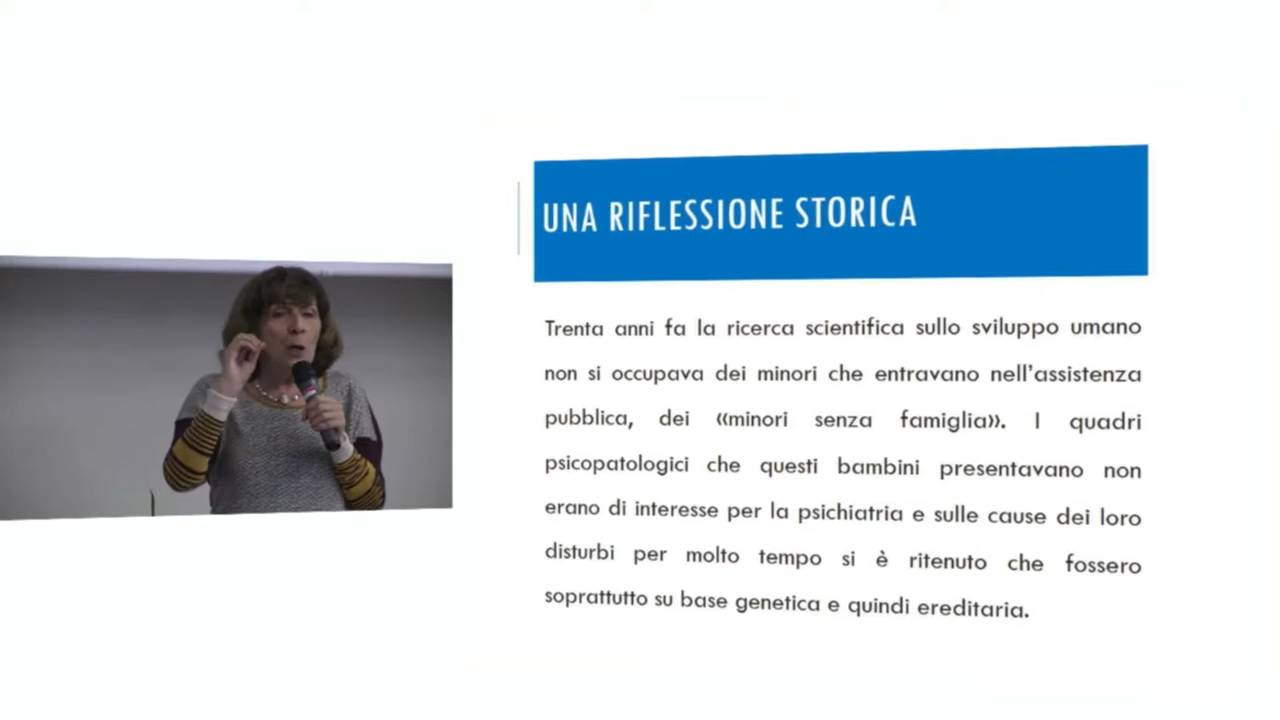 UNA RIFLESSIONE STORICA
Trenta anni fa la ricerca scientifica sullo sviluppo umano
non si occupava dei minori che entravano nell’assistenza
pubblica, dei «minori senza famiglia». I quadri
psicopatologici che questi bambini presentavano non
erano di interesse per la psichiatria e sulle cause dei loro
disturbi per molto tempo si è ritenuto che fossero
soprattutto su base genetica e quindi ereditaria.